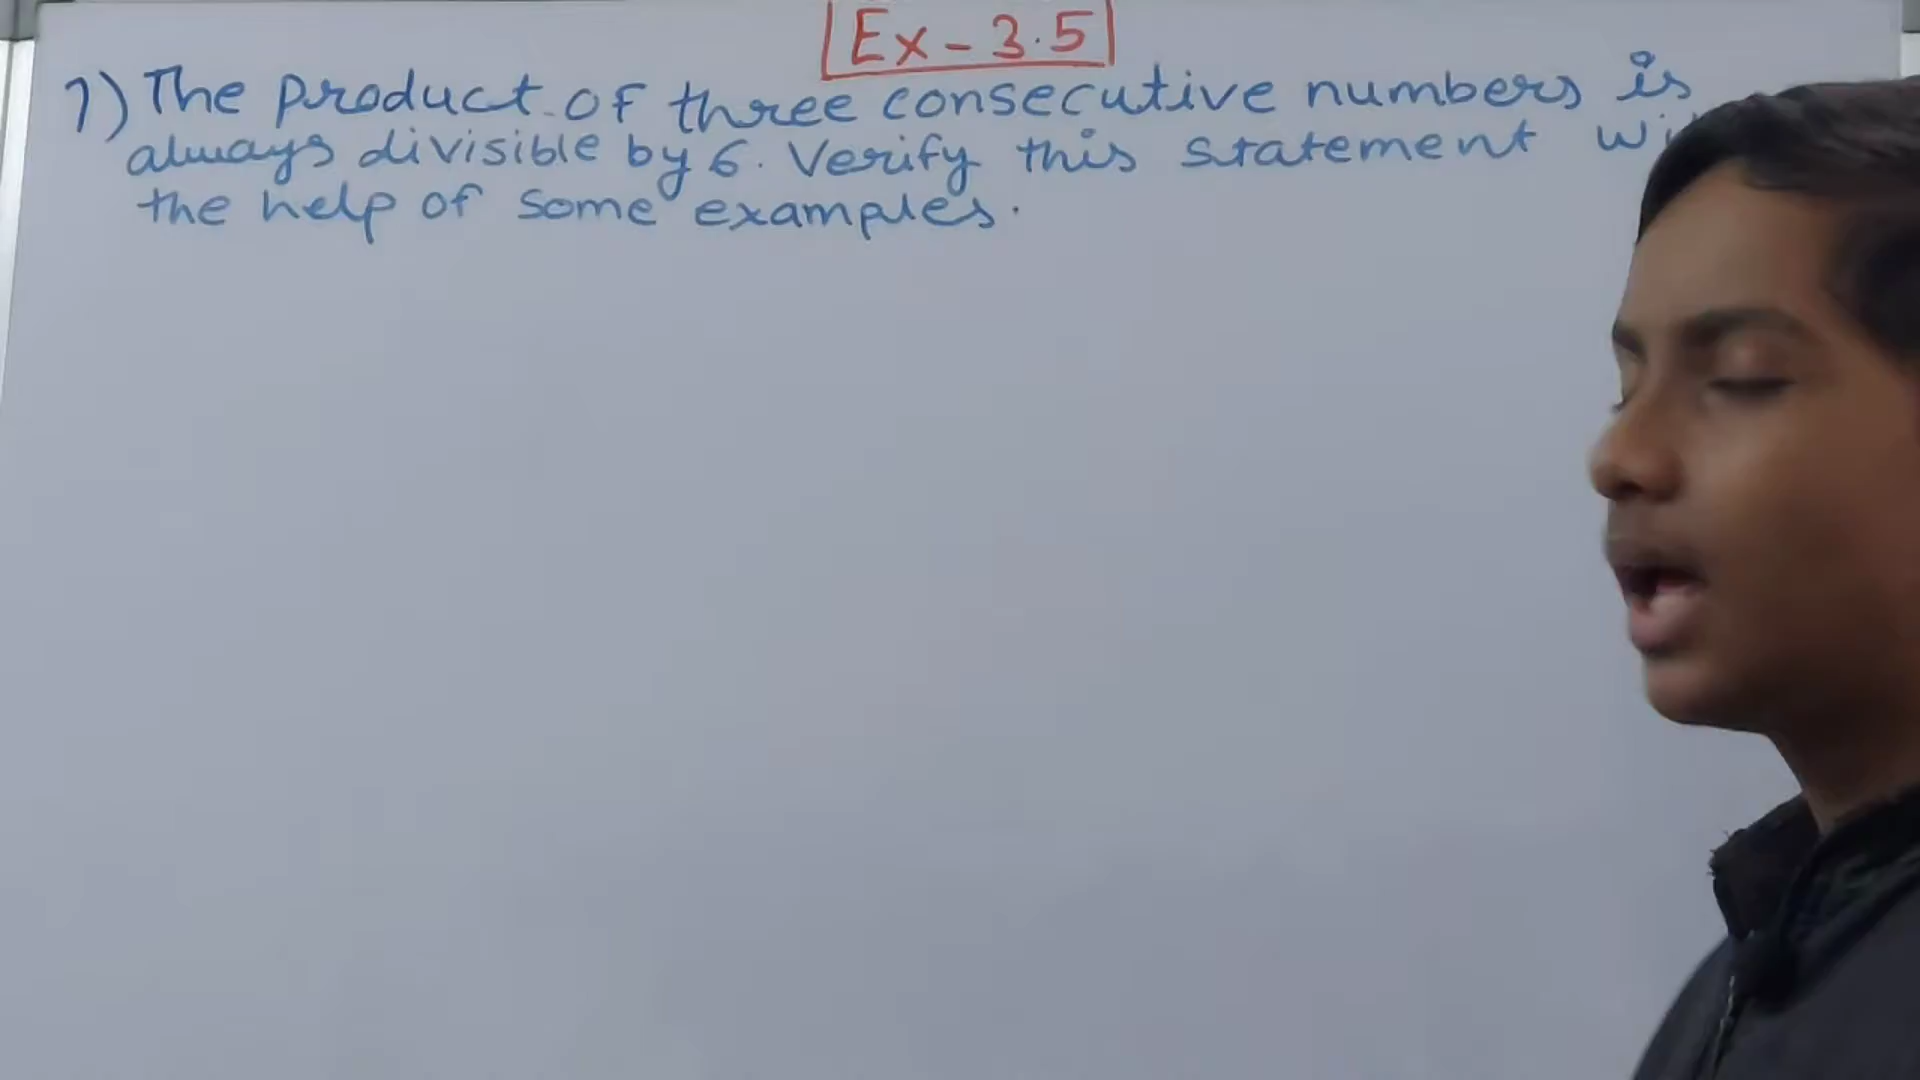 Ex - 3.5
7) The product of three consecutive numbers is
always divisible by 6. Verify this statement
the help of some examples.